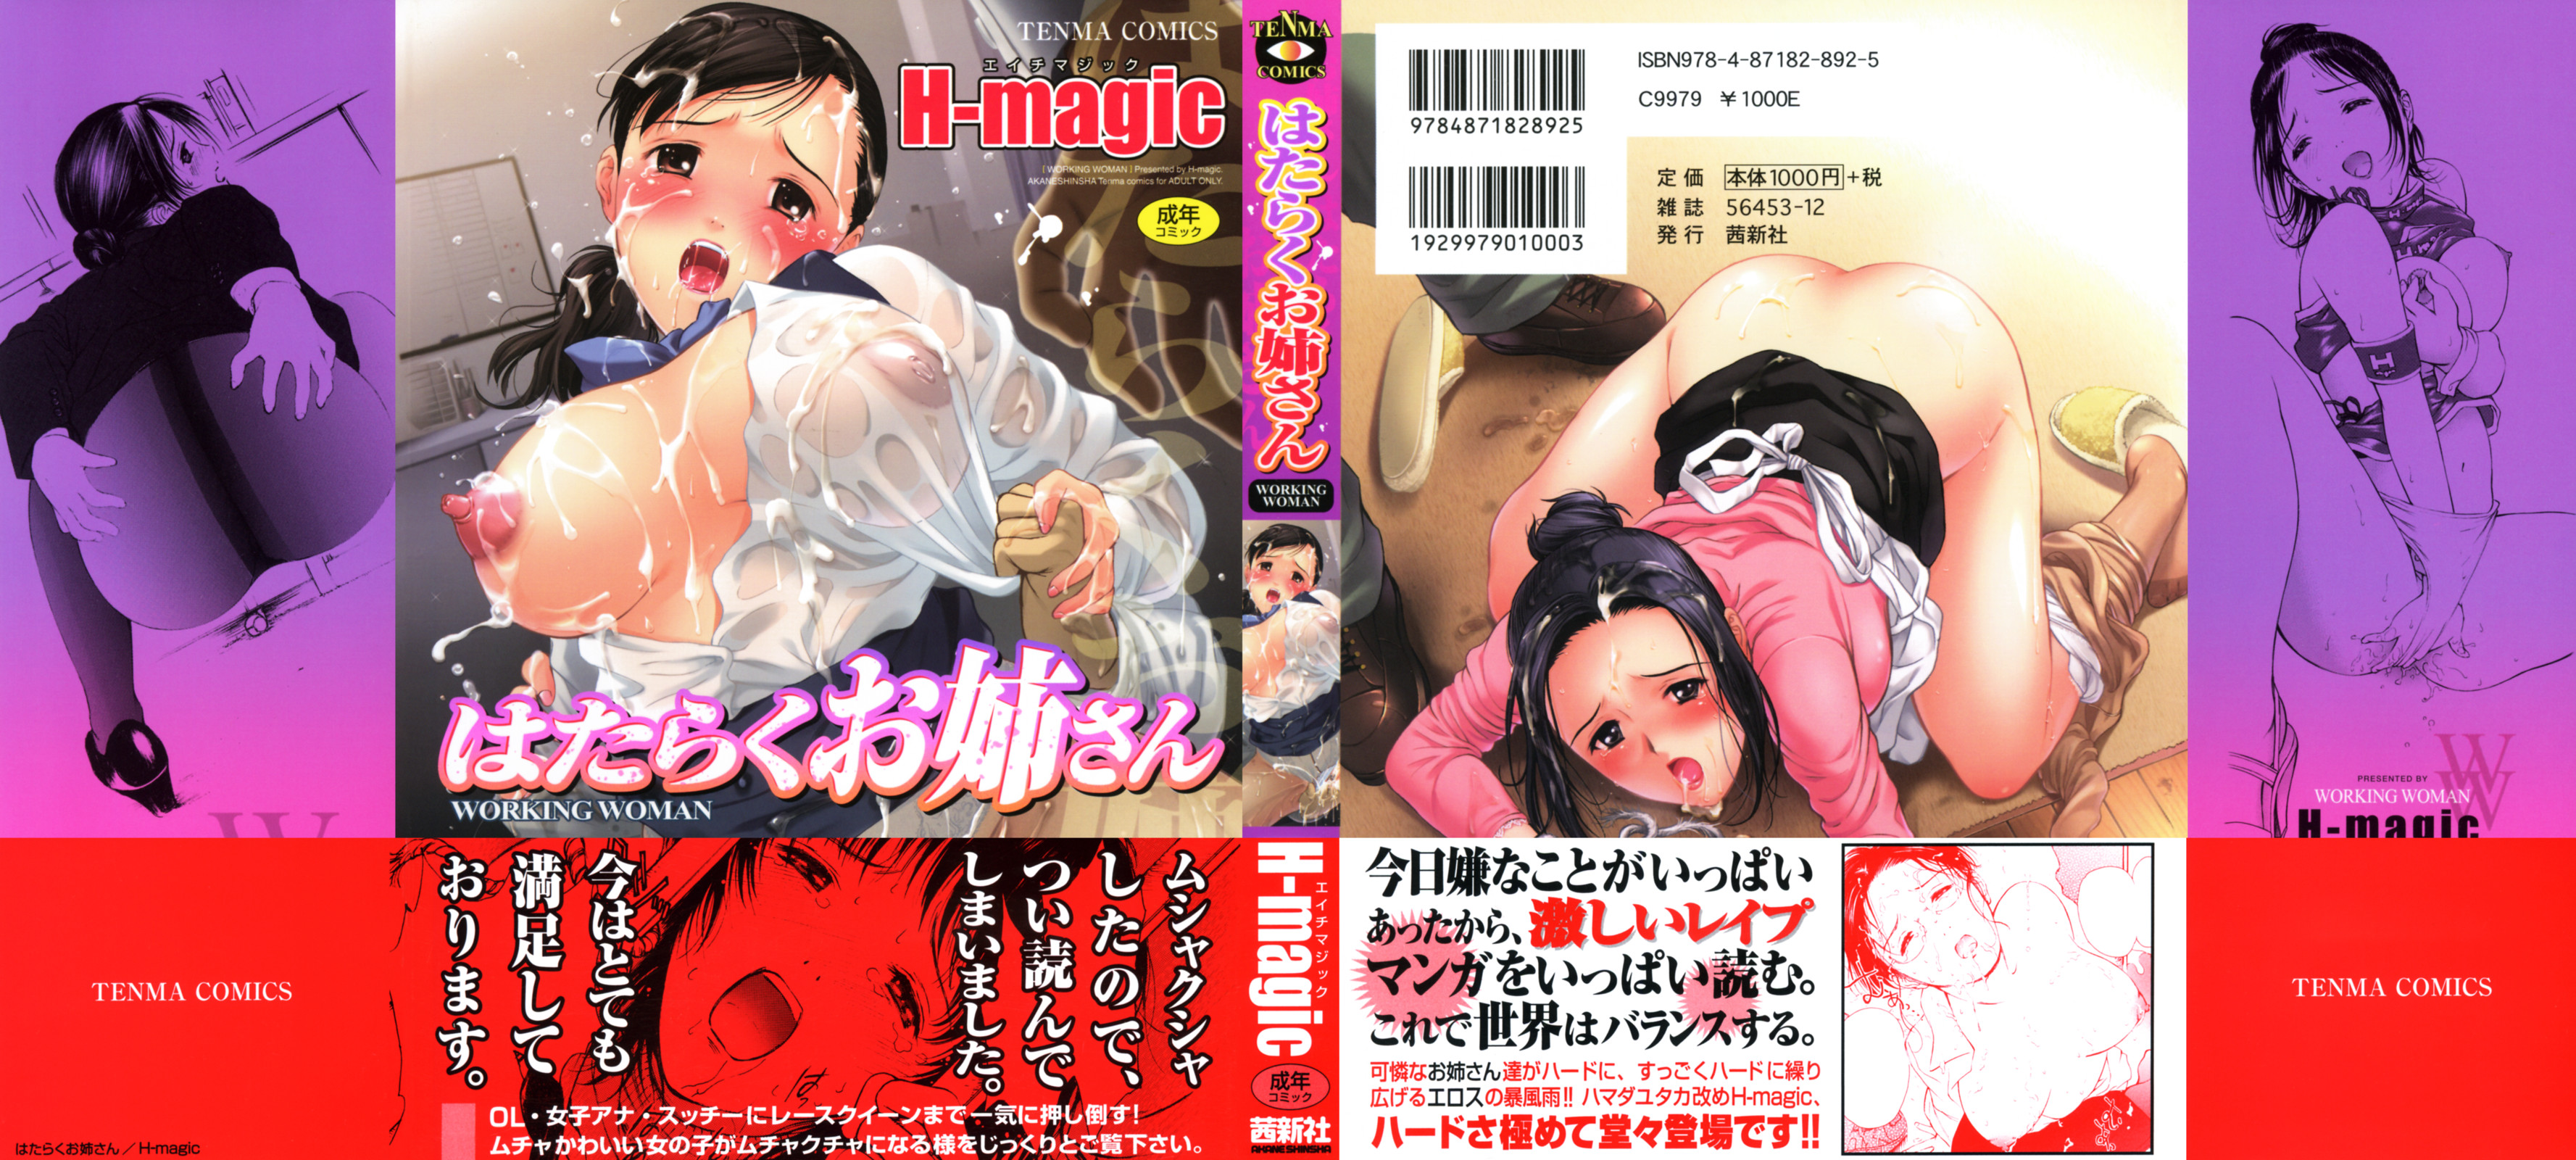 はたらくお姉さん／H-magic
TENMA COMICS
TENMA COMICS
エイチマジック
H-magic
[ WORKING WOMAN ] Presented by H-magic.
AKANESHINSHA Tenma comics for ADULT ONLY.
成年
コミック
はたらくお姉さん
WORKING WOMAN
ムシャクシャ
したので、
つい読んで
しまいました。
今はとても
満足して
おります。
OL・女子アナ・スッチーにレースクイーンまで一気に押し倒す!
ムチャかわいい女の子がムチャクチャになる様をじっくりとご覧下さい。
TENMA
COMICS
はたらくお姉さん
WORKING
WOMAN
H-magic
エイチマジック
成年
コミック
茜新社
AKANESHINSHA
9784871828925
ISBN978-4-87182-892-5
C9979 ￥1000E
1929979010003
定価 本体1000円+税
雑誌 56453-12
発行 茜新社
今日嫌なことがいっぱい
あったから、激しいレイプ
マンガをいっぱい読む。
これで世界はバランスする。
可憐なお姉さん達がハードに、すっごくハードに繰り
広げるエロスの暴風雨!! ハマダユタカ改めH-magic、
ハードさ極めて堂々登場です!!
PRESENTED BY
WORKING WOMAN
H-magic
TENMA COMICS